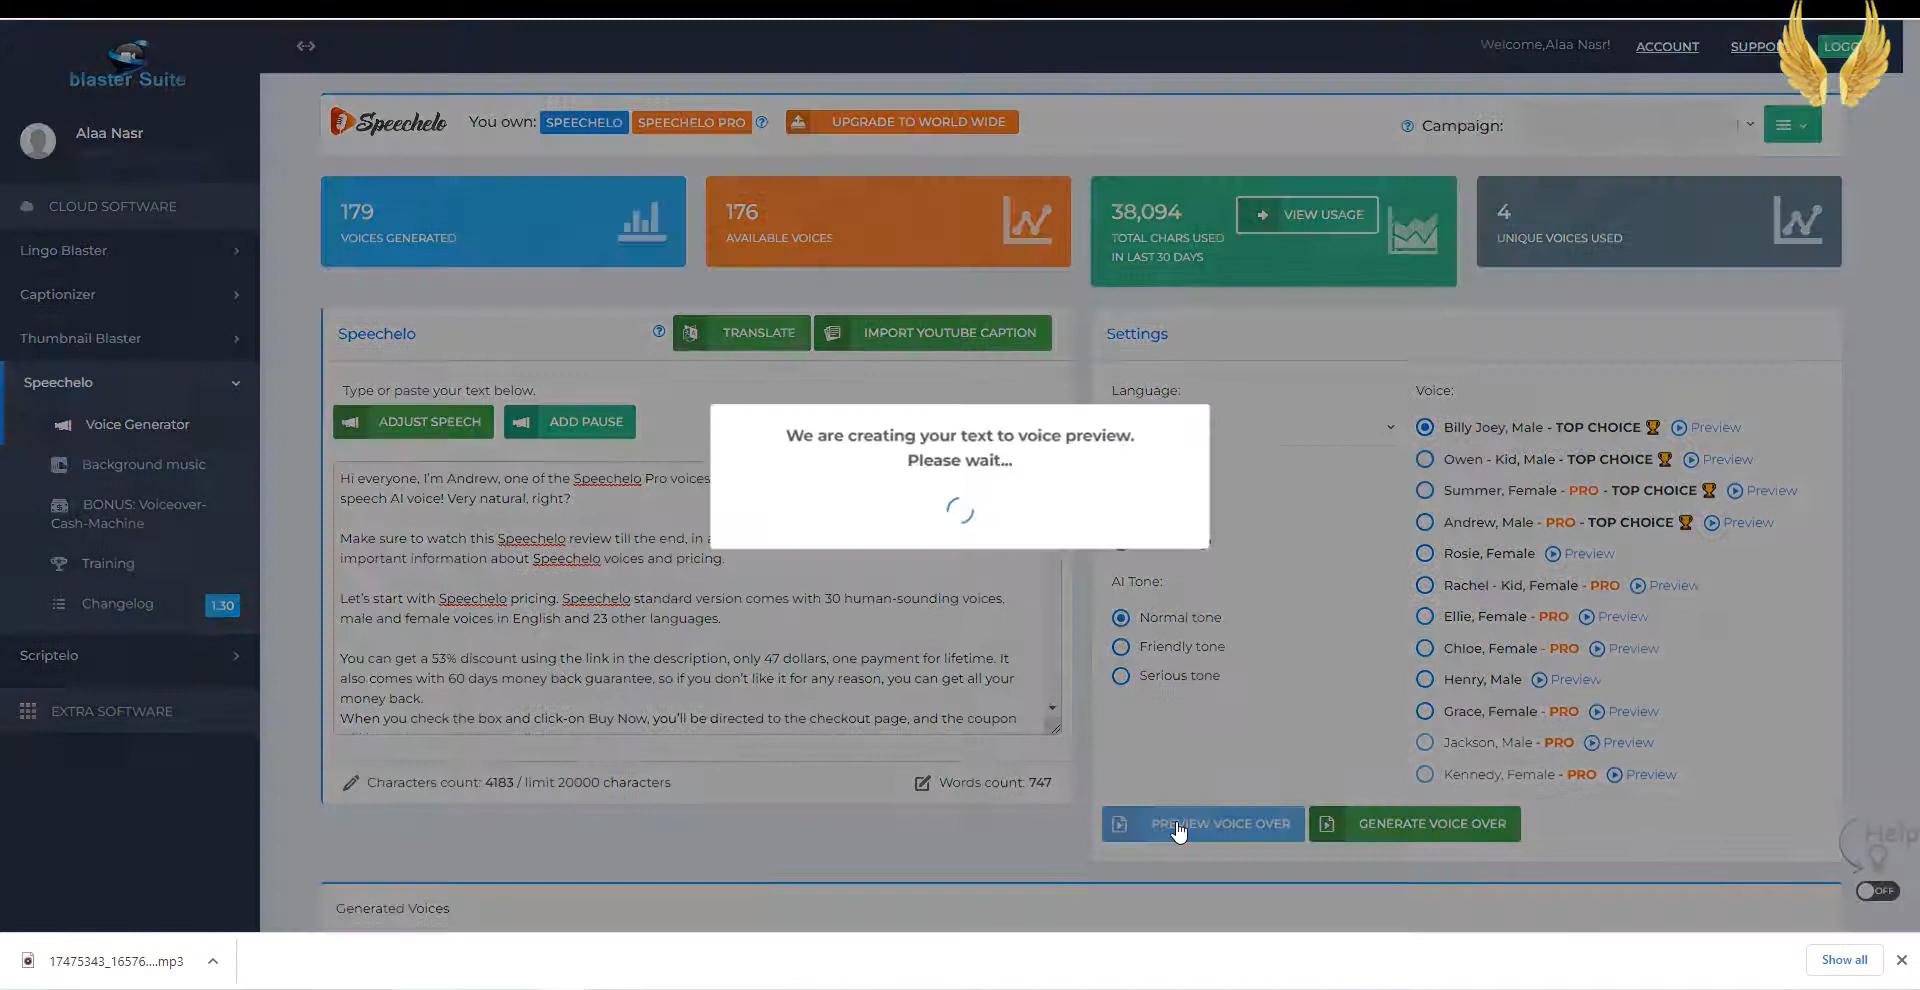 blaster Suite
Welcome,Alaa Nasr!
ACCOUNT
Alaa Nasr
CLOUD SOFTWARE
Lingo Blaster
Captionizer
Thumbnail Blaster
Speechelo
Voice Generator
Background music
BONUS: Voiceover-
Cash-Machine
Training
Changelog
1.30
Scriptelo
EXTRA SOFTWARE
Speechelo
You own:
SPEECHELO
SPEECHELO PRO
UPGRADE TO WORLD WIDE
Campaign:
179
VOICES GENERATED
176
AVAILABLE VOICES
38,094
TOTAL CHARS USED
IN LAST 30 DAYS
VIEW USAGE
4
UNIQUE VOICES USED
Speechelo
TRANSLATE
IMPORT YOUTUBE CAPTION
Type or paste your text below.
ADJUST SPEECH
ADD PAUSE
Hi everyone, I'm Andrew, one of the Speechelo Pro voices,
speech AI voice! Very natural, right?
Make sure to watch this Speechelo review till the end, in
important information about Speechelo voices and pricing.
Let's start with Speechelo pricing. Speechelo standard version comes with 30 human-sounding voices,
male and female voices in English and 23 other languages.
You can get a 53% discount using the link in the description, only 47 dollars, one payment for lifetime. It
also comes with 60 days money back guarantee, so if you don't like it for any reason, you can get all your
money back.
When you check the box and click-on Buy Now, you'll be directed to the checkout page, and the coupon
Characters count: 4183 / limit 20000 characters
Words count: 747
We are creating your text to voice preview.
Please wait...
Settings
Language:
AI Tone:
Normal tone
Friendly tone
Serious tone
Voice:
Billy Joey, Male - TOP CHOICE Preview
Owen - Kid, Male - TOP CHOICE Preview
Summer, Female - PRO - TOP CHOICE Preview
Andrew, Male - PRO - TOP CHOICE Preview
Rosie, Female Preview
Rachel - Kid, Female - PRO Preview
Ellie, Female - PRO Preview
Chloe, Female - PRO Preview
Henry, Male Preview
Grace, Female - PRO Preview
Jackson, Male - PRO Preview
Kennedy, Female - PRO Preview
PREVIEW VOICE OVER
GENERATE VOICE OVER
Help
OFF
Generated Voices
17475343_16576....mp3
Show all